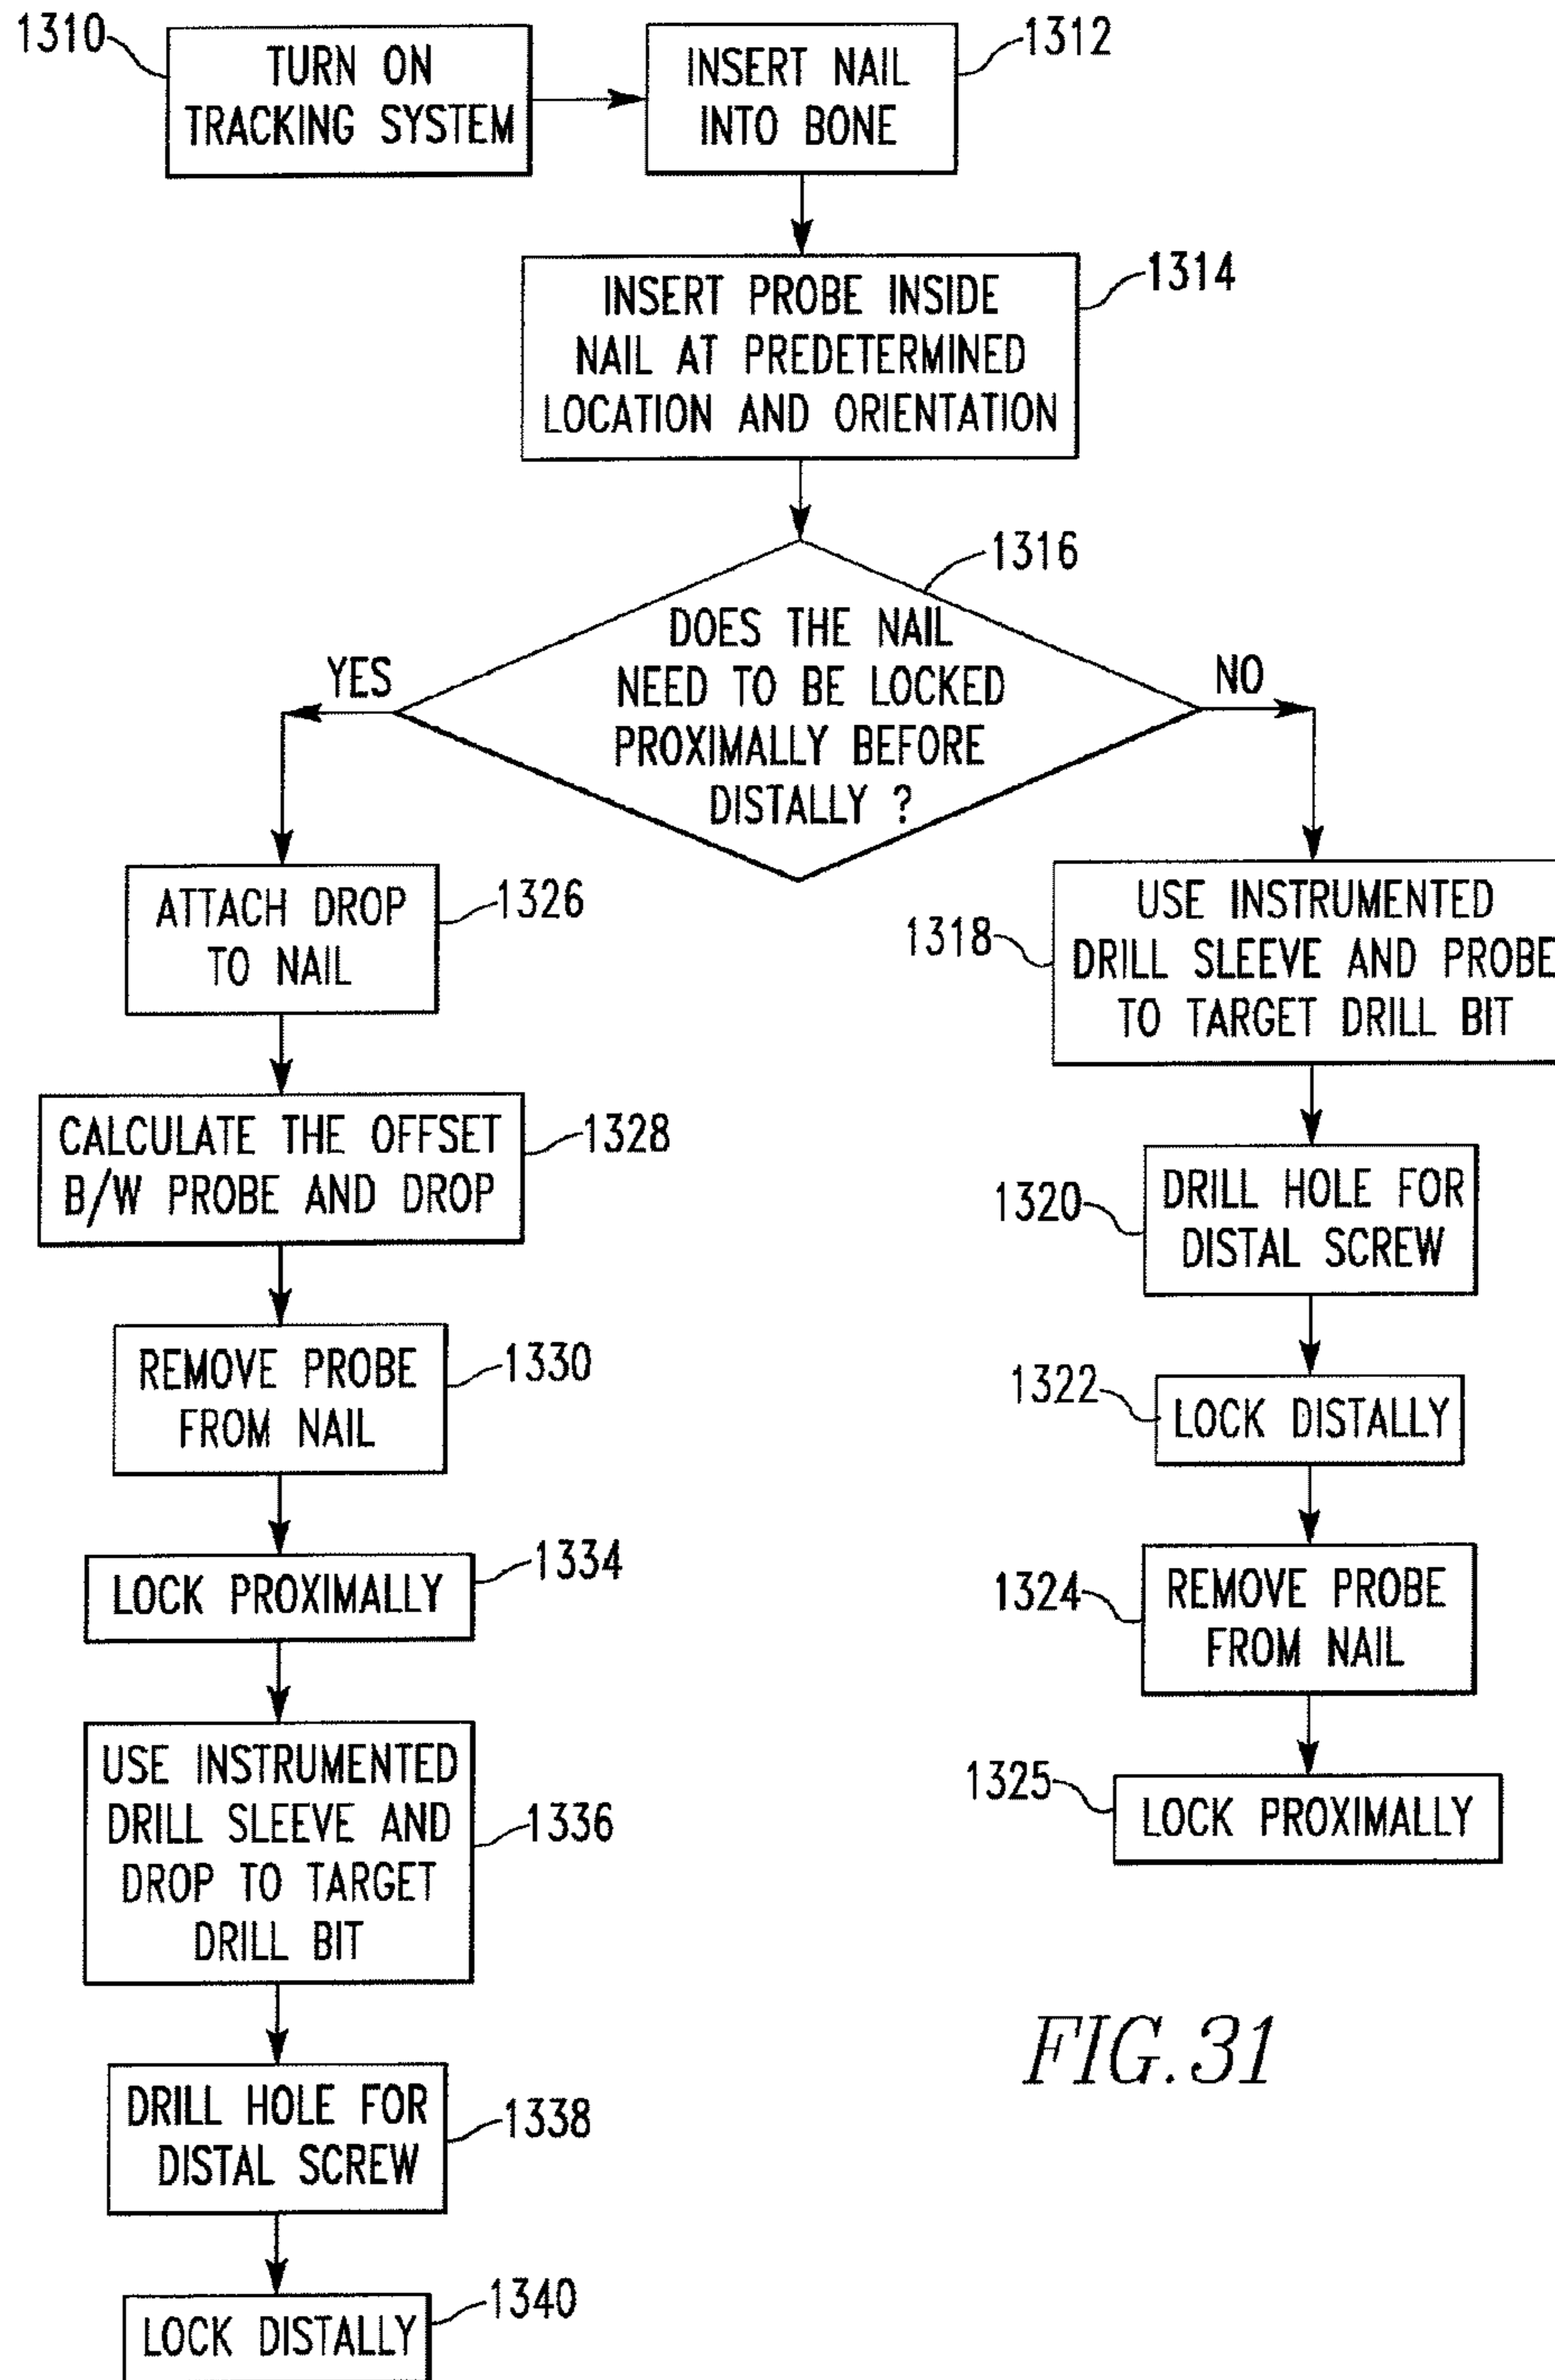 1310
TURN ON
TRACKING SYSTEM
1312
INSERT NAIL
INTO BONE
1314
INSERT PROBE INSIDE
NAIL AT PREDETERMINED
LOCATION AND ORIENTATION
1316
DOES THE NAIL
NEED TO BE LOCKED
PROXIMALLY BEFORE
DISTALLY ?
YES
NO
1326
ATTACH DROP
TO NAIL
1328
CALCULATE THE OFFSET
B/W PROBE AND DROP
1330
REMOVE PROBE
FROM NAIL
1334
LOCK PROXIMALLY
1336
USE INSTRUMENTED
DRILL SLEEVE AND
DROP TO TARGET
DRILL BIT
1338
DRILL HOLE FOR
DISTAL SCREW
1340
LOCK DISTALLY
1318
USE INSTRUMENTED
DRILL SLEEVE AND PROBE
TO TARGET DRILL BIT
1320
DRILL HOLE FOR
DISTAL SCREW
1322
LOCK DISTALLY
1324
REMOVE PROBE
FROM NAIL
1325
LOCK PROXIMALLY
FIG.31